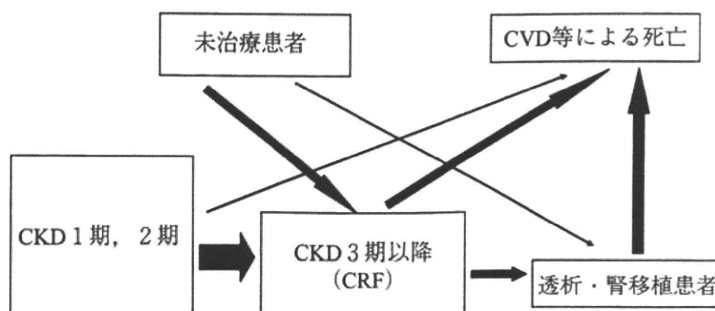 未治療患者
CVD等による死亡
CKD 1期，2期
CKD 3期以降
(CRF)
透析・腎移植患者